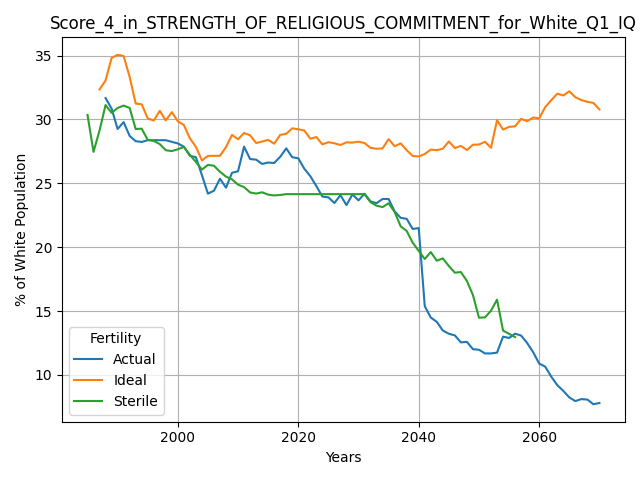 Score_4_in_STRENGTH_OF_RELIGIOUS_COMMITMENT_for_White_Q1_IQ
% of White Population
35
30
25
20
15
10
Fertility
Actual
Ideal
Sterile
2000
2020
2040
2060
Years